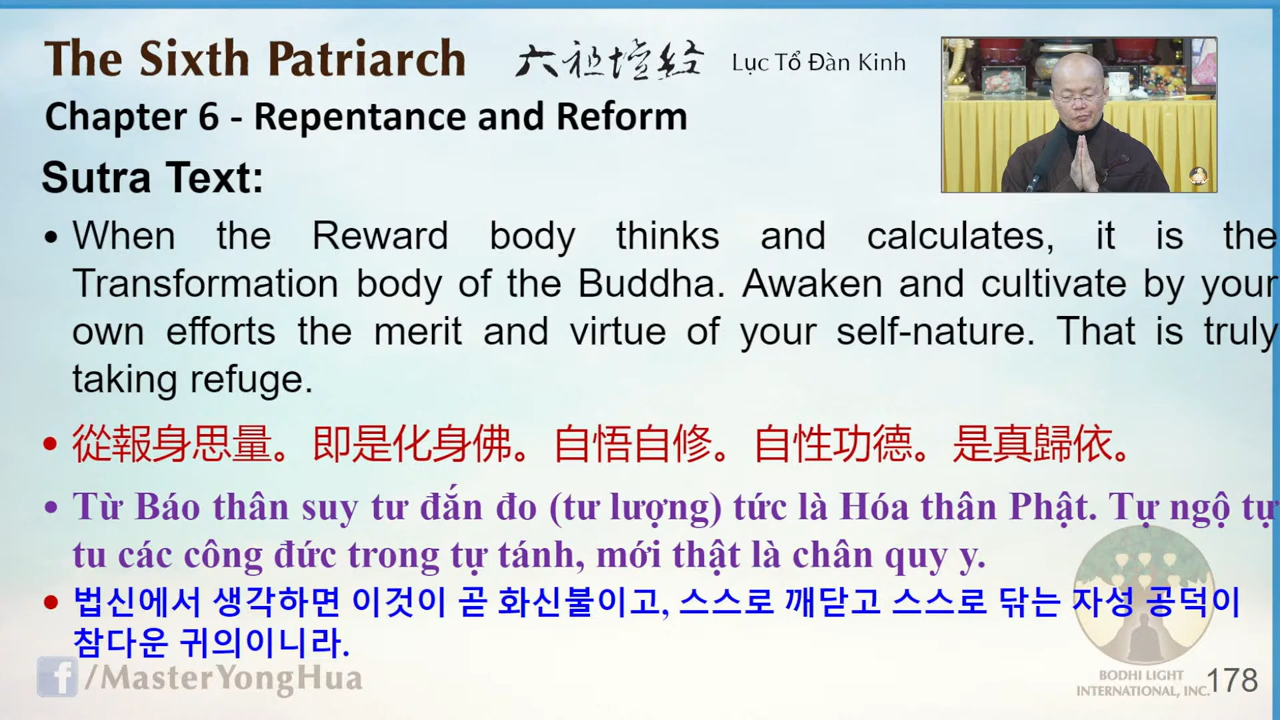 The Sixth Patriarch 六祖壇经 Lục Tổ Đàn Kinh
Chapter 6 - Repentance and Reform
Sutra Text:
• When the Reward body thinks and calculates, it is the
Transformation body of the Buddha. Awaken and cultivate by your
own efforts the merit and virtue of your self-nature. That is truly
taking refuge.
• 從報身思量。即是化身佛。自悟自修。自性功德。是真歸依。
• Từ Báo thân suy tư đắn đo (tư lượng) tức là Hóa thân Phật. Tự ngộ tự
tu các công đức trong tự tánh, mới thật là chân quy y.
• 법신에서 생각하면 이것이 곧 화신불이고, 스스로 깨닫고 스스로 닦는 자성 공덕이
참다운 귀의이니라.
f/MasterYongHua
BODHI LIGHT
INTERNATIONAL, INC.
178